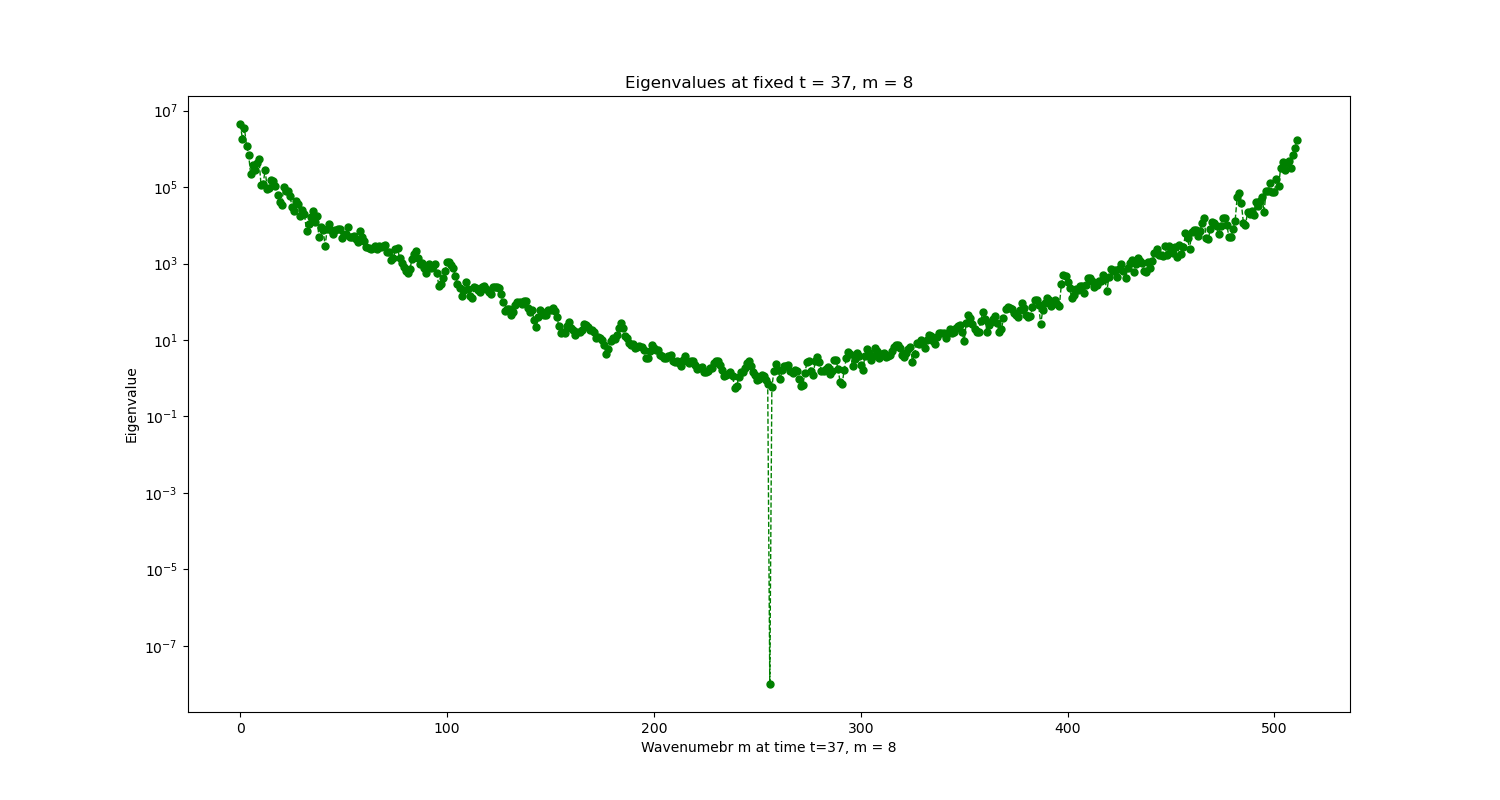 Eigenvalues at fixed t = 37, m = 8
10^7
10^5
10^3
10^1
10^-1
10^-3
10^-5
10^-7
Eigenvalue
0 100 200 300 400 500
Wavenumebr m at time t=37, m = 8